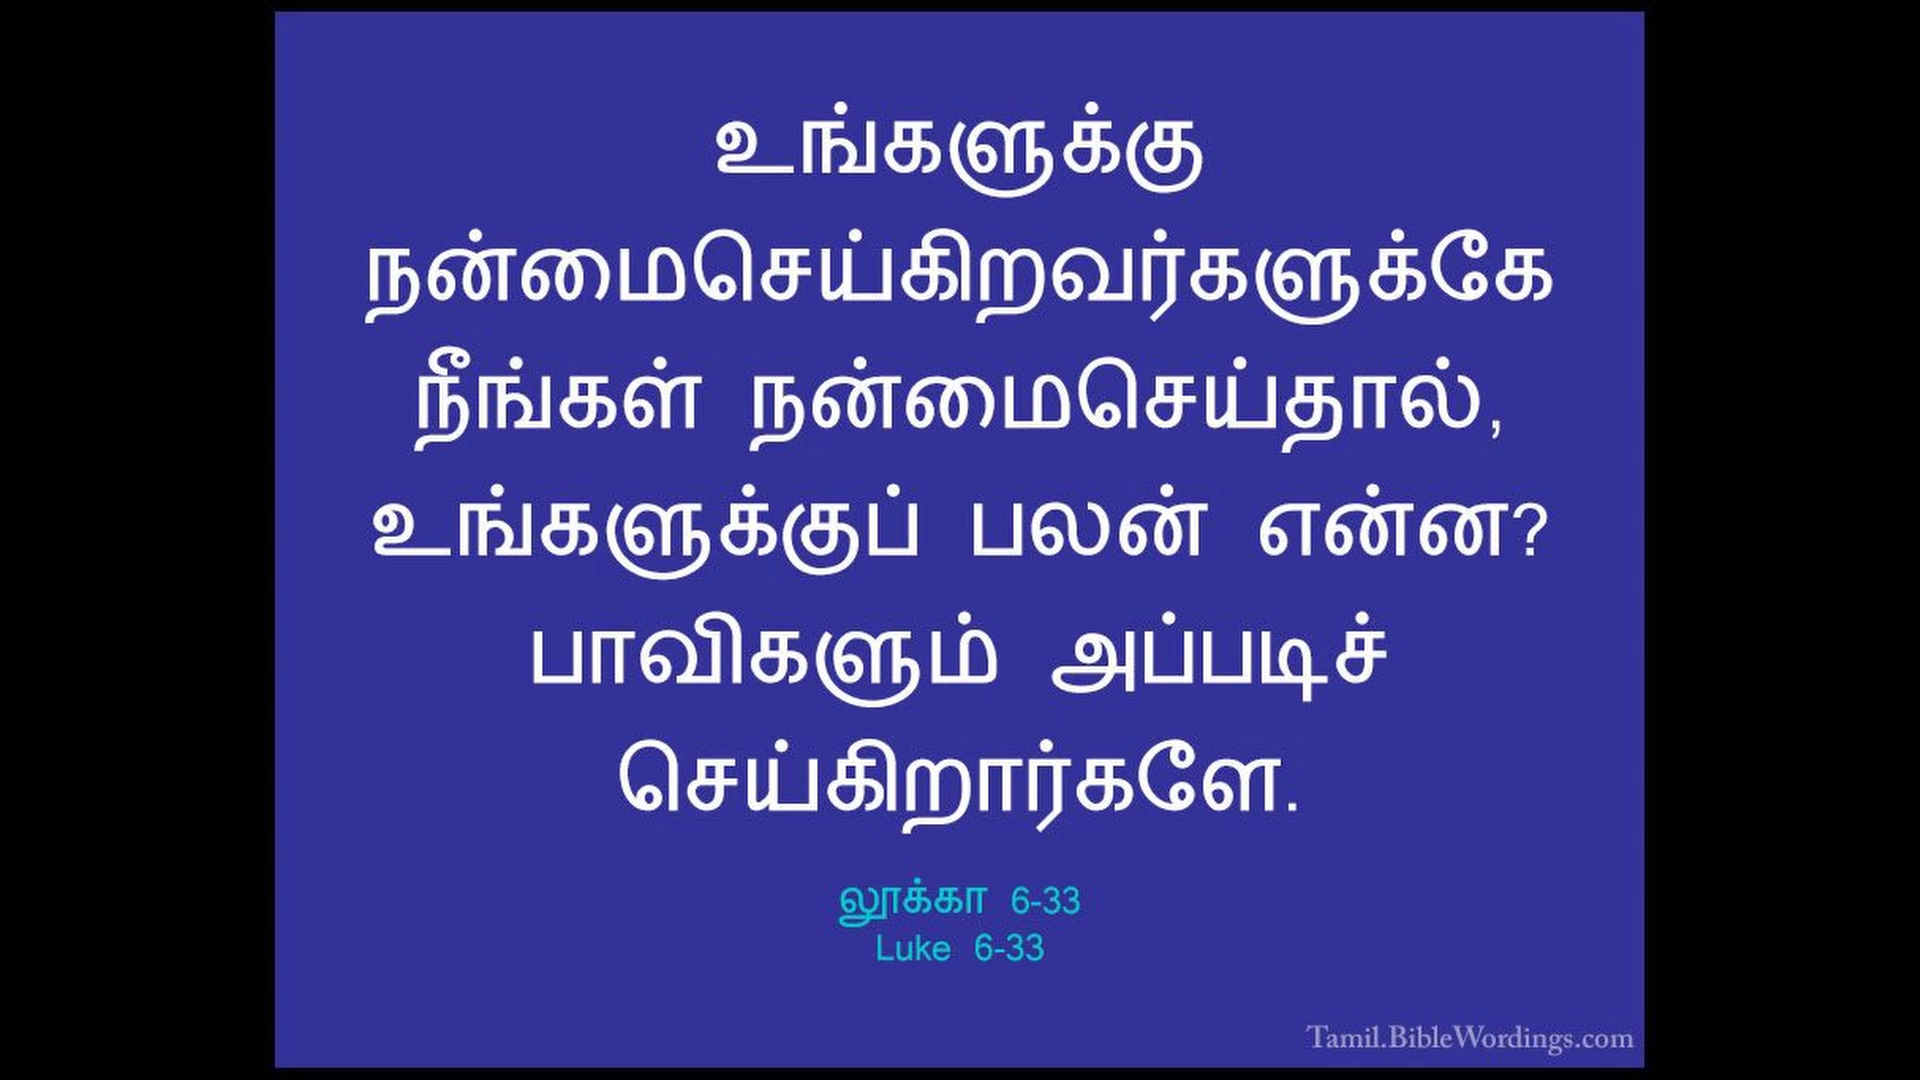 உங்களுக்கு
நன்மைசெய்கிறவர்களுக்கே
நீங்கள் நன்மைசெய்தால்,
உங்களுக்குப் பலன் என்ன?
பாவிகளும் அப்படிச்
செய்கிறார்களே.
லூக்கா 6-33
Luke 6-33
Tamil.BibleWordings.com